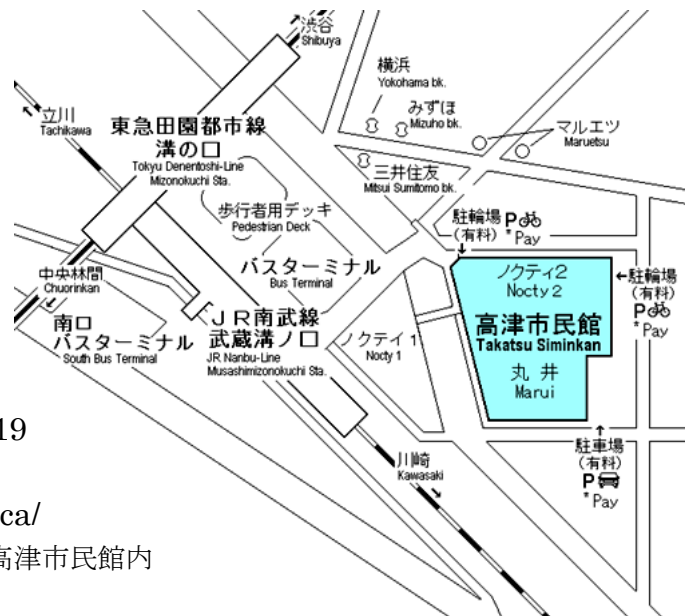 渋谷
Shibuya
横浜
Yokohama bk.
みずほ
Mizuho bk.
立川
Tachikawa
東急田園都市線
溝の口
Tokyu Denentoshi-Line
Mizonokuchi Sta.
マルエツ
Maruetsu
三井住友
Mitsui Sumitomo bk.
歩行者用デッキ
Pedestrian Deck
駐輪場 P
(有料) *Pay
バスターミナル
Bus Terminal
中央林間
Chuorinkan
ノクティ2
Nocty 2
駐輪場
(有料)
P
*Pay
南口
バスターミナル
South Bus Terminal
JR南武線
武蔵溝ノ口
JR Nanbu-Line
Musashimizonokuchi Sta.
ノクティ1
Nocty 1
高津市民館
Takatsu Siminkan
丸井
Marui
19
川崎
Kawasaki
駐車場
(有料)
P
*Pay
ca/
高津市民館内